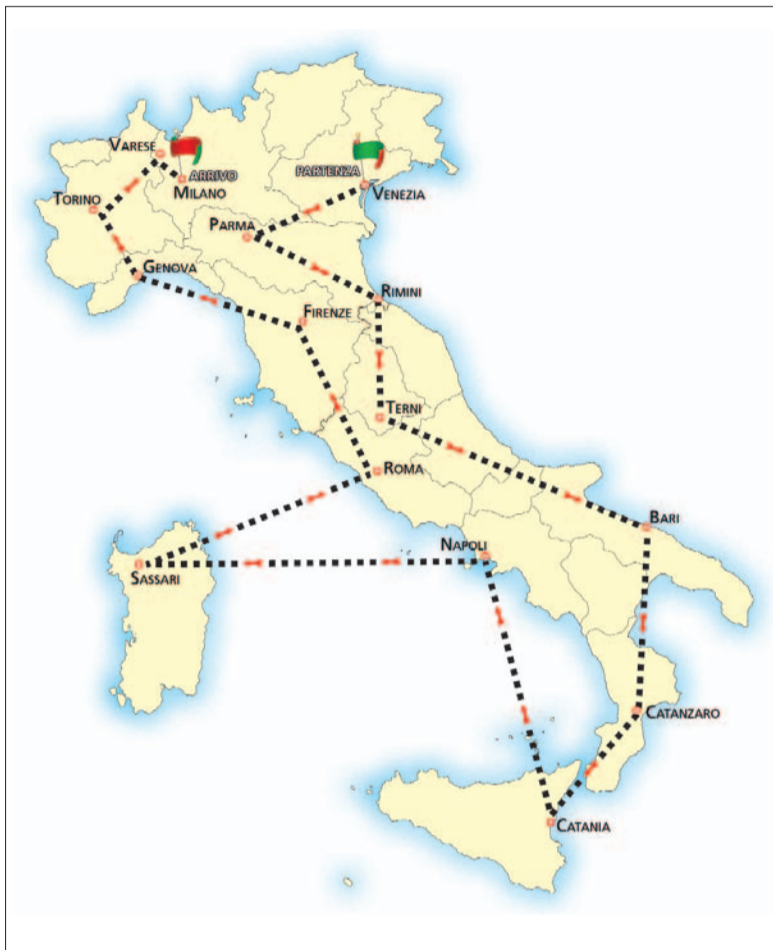 VARESE
ARRIVO
MILANO
PARTENZA
VENEZIA
TORINO
PARMA
GENOVA
RIMINI
FIRENZE
TERNI
ROMA
BARI
NAPOLI
SASSARI
CATANZARO
CATANIA